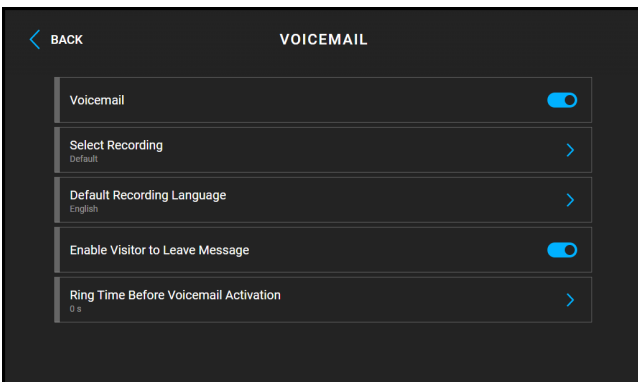 BACK
VOICEMAIL
Voicemail
Select Recording
Default
Default Recording Language
English
Enable Visitor to Leave Message
Ring Time Before Voicemail Activation
0 s